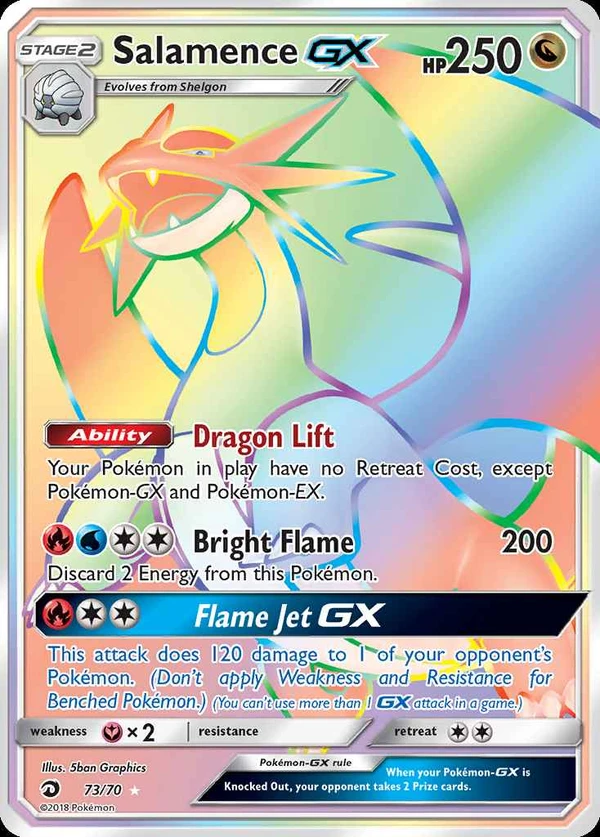 STAGE 2 Salamence GX HP 250
Evolves from Shelgon
Ability Dragon Lift
Your Pokémon in play have no Retreat Cost, except
Pokémon-GX and Pokémon-EX.
Bright Flame 200
Discard 2 Energy from this Pokémon.
Flame Jet GX
This attack does 120 damage to 1 of your opponent's
Pokémon. (Don't apply Weakness and Resistance for
Benched Pokémon.) (You can't use more than 1 GX attack in a game.)
weakness ×2 resistance retreat
Illus. 5ban Graphics
73/70
©2018 Pokémon
Pokémon-GX rule
When your Pokémon-GX is
Knocked Out, your opponent takes 2 Prize cards.